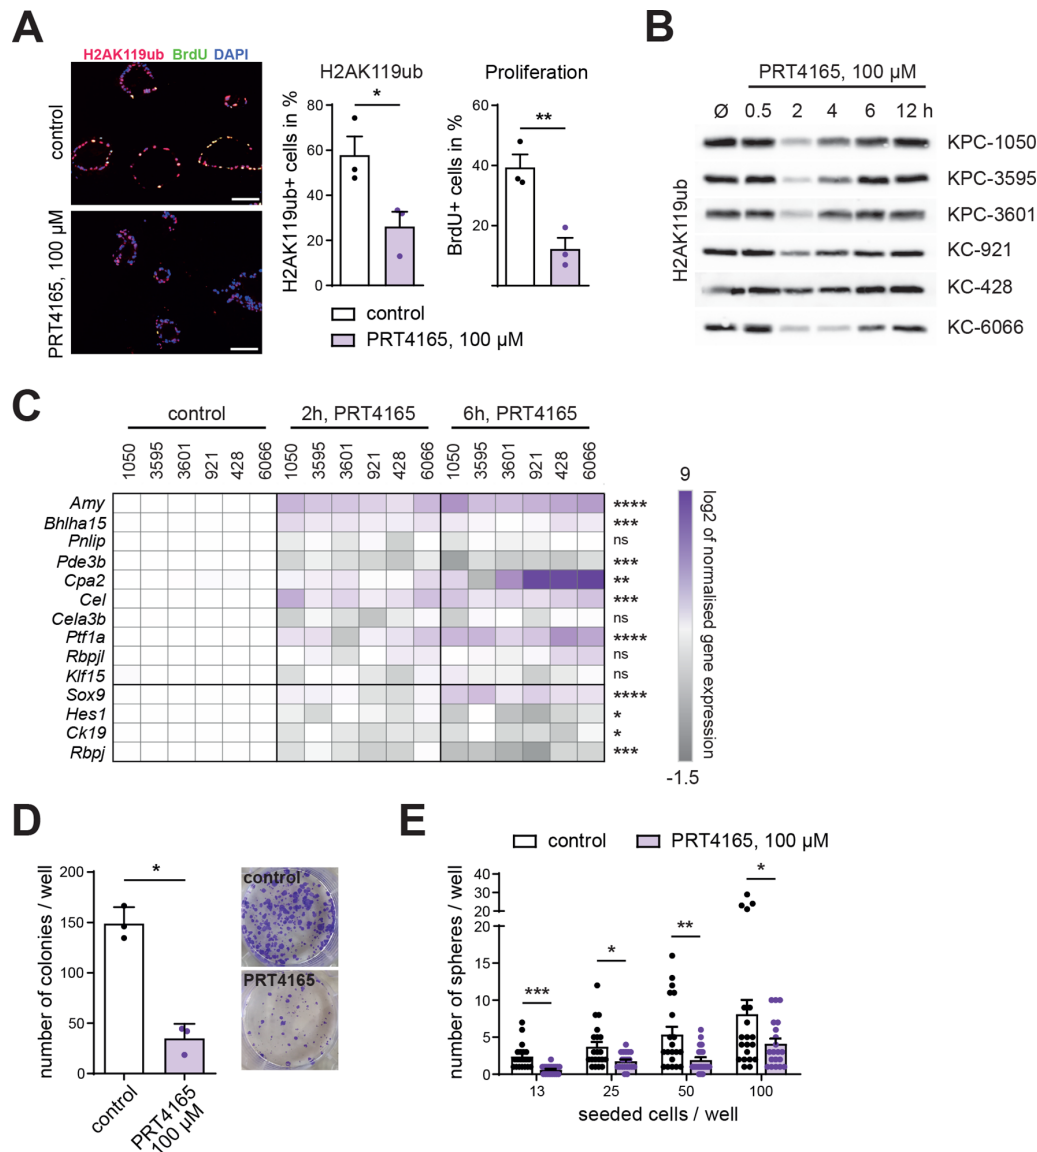 A
H2AK119ub BrdU DAPI
control
PRT4165, 100 µM
H2AK119ub
*
H2AK119ub+ cells in %
80
60
40
20
0
Proliferation
**
BrdU+ cells in %
60
40
20
control
PRT4165, 100 µM
B
PRT4165, 100 µM
Ø 0.5 2 4 6 12 h
H2AK119ub
KPC-1050
KPC-3595
KPC-3601
KC-921
KC-428
KC-6066
C
control 2h, PRT4165 6h, PRT4165
1050 3595 3601 921 428 6066 1050 3595 3601 921 428 6066 1050 3595 3601 921 428 6066
Amy ****
Bhlha15 ***
Pnlip ns
Pde3b ***
Cpa2 **
Cel ***
Cela3b ns
Ptf1a ****
Rbpjl ns
Klf15 ns
Sox9 ****
Hes1 *
Ck19 *
Rbpj ***
9
log2 of normalised gene expression
-1.5
D
number of colonies / well
200
150
100
50
0
*
control
PRT4165
100 µM
control
PRT4165
E
control PRT4165, 100 µM
number of spheres / well
40
30
20
20
15
10
5
0
***
*
**
*
13 25 50 100
seeded cells / well